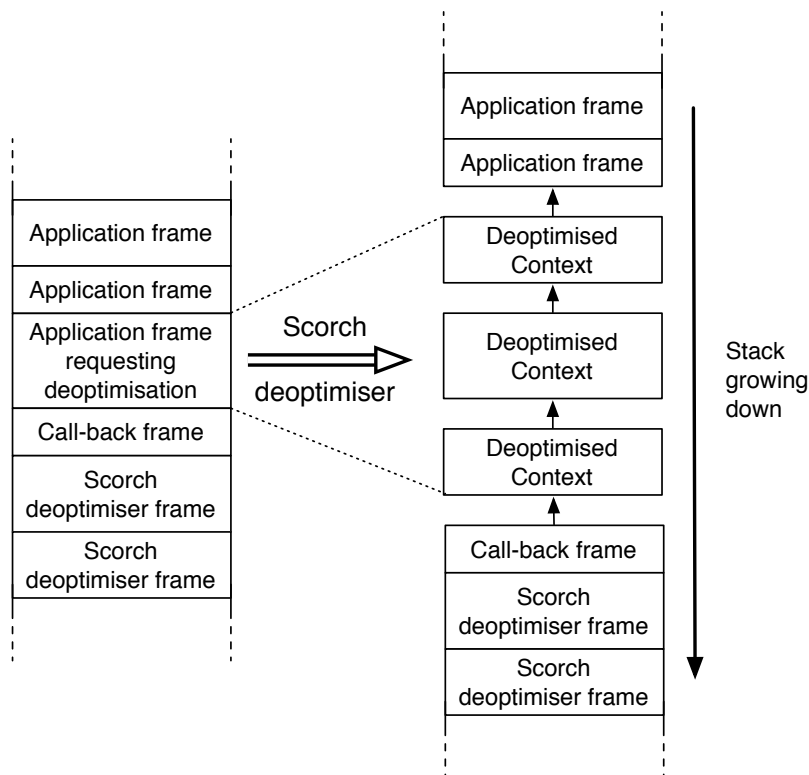 Application frame
Application frame
Application frame
requesting
deoptimisation
Call-back frame
Scorch
deoptimiser frame
Scorch
deoptimiser frame
Scorch
deoptimiser
Application frame
Application frame
Deoptimised
Context
Deoptimised
Context
Deoptimised
Context
Call-back frame
Scorch
deoptimiser frame
Scorch
deoptimiser frame
Stack
growing
down